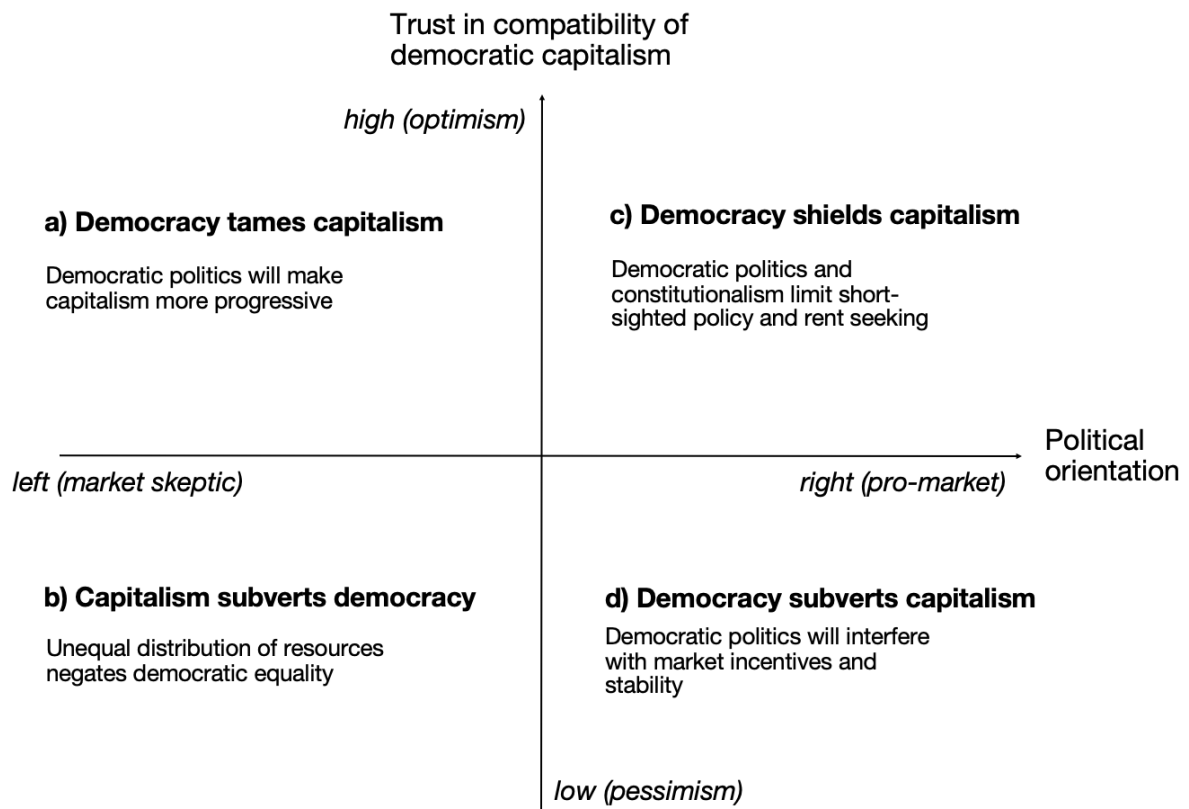 Trust in compatibility of
democratic capitalism
high (optimism)
a) Democracy tames capitalism
Democratic politics will make
capitalism more progressive
c) Democracy shields capitalism
Democratic politics and
constitutionalism limit short-
sighted policy and rent seeking
Political
orientation
left (market skeptic)
right (pro-market)
b) Capitalism subverts democracy
Unequal distribution of resources
negates democratic equality
d) Democracy subverts capitalism
Democratic politics will interfere
with market incentives and
stability
low (pessimism)